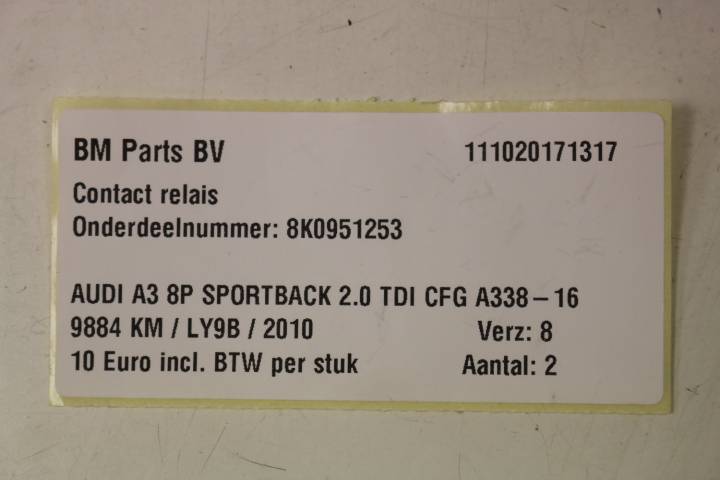 BM Parts BV 111020171317
Contact relais
Onderdeelnummer: 8K0951253
AUDI A3 8P SPORTBACK 2.0 TDI CFG A338-16
9884 KM / LY9B / 2010 Verz: 8
10 Euro incl. BTW per stuk Aantal: 2